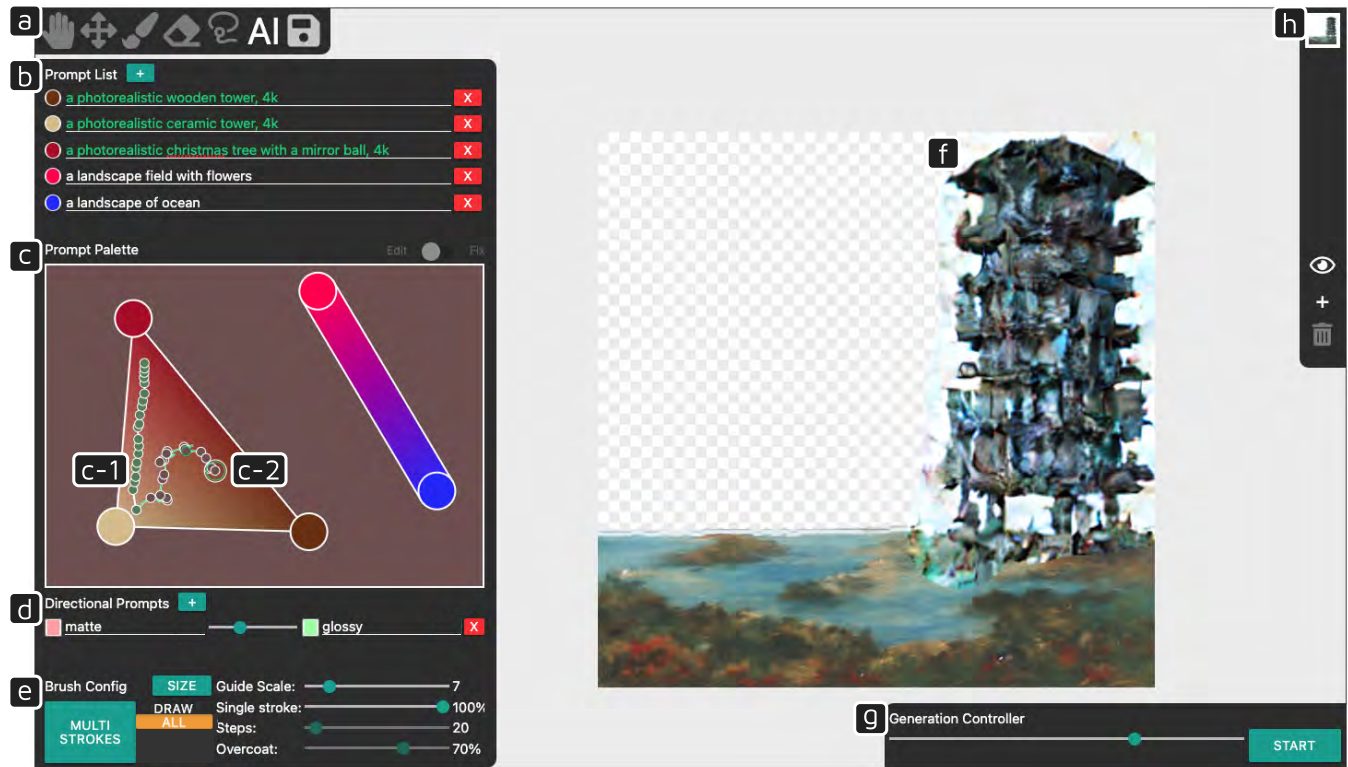 a
AI
h
b
Prompt List +
a photorealistic wooden tower, 4k X
a photorealistic ceramic tower, 4k X
a photorealistic christmas tree with a mirror ball, 4k X
a landscape field with flowers X
a landscape of ocean X
f
c
Prompt Palette Edit Fix
c-1
c-2
d
Directional Prompts +
matte glossy X
e
Brush Config SIZE Guide Scale: 7
DRAW Single stroke: 100%
MULTI STROKES ALL Steps: 20
Overcoat: 70%
g
Generation Controller
START